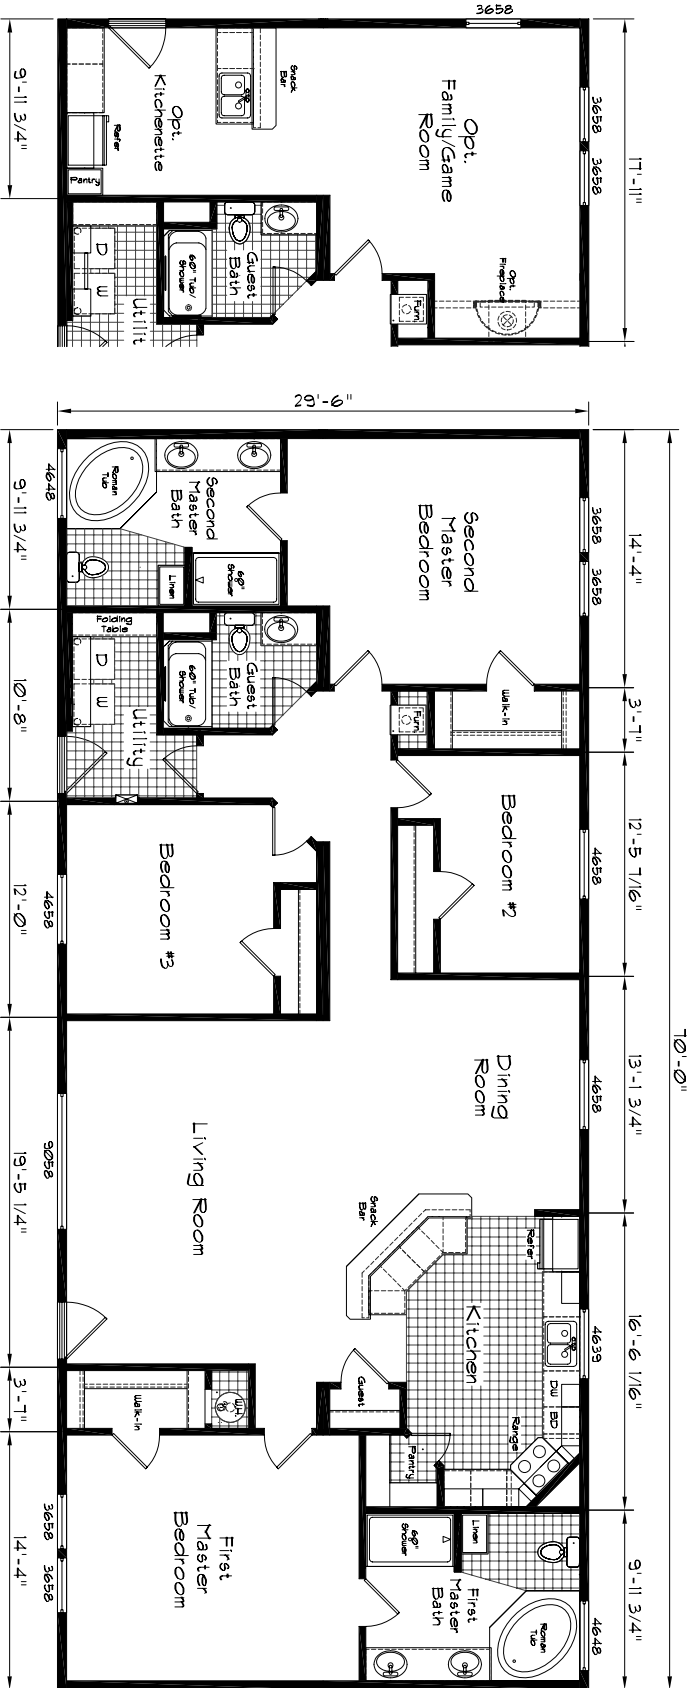 3658
9'-11 3/4"
Opt.
Kitchenette
Refer
Pantry
Snack
Bar
Opt.
Family/Game
Room
3658
3658
17'-11"
D
W
Utilit
60" Tub/
Shower
Guest
Bath
Furn
Opt.
Fireplace
29'-6"
9'-11 3/4"
4648
Roman
Tub
Second
Master
Bath
Linen
60"
Shower
Second
Master
Bedroom
3658
3658
14'-4"
Folding
Table
D
W
Utility
10'-8"
60" Tub/
Shower
Guest
Bath
Furn
Walk-In
3'-7"
Bedroom #2
4658
12'-5 7/16"
Bedroom #3
4658
12'-0"
70'-0"
Dining
Room
4658
13'-1 3/4"
Living Room
9058
19'-5 1/4"
Snack
Bar
Refer
Kitchen
4639
16'-6 1/16"
DW
BD
Range
Guest
Pantry
3'-7"
Walk-In
W.H.
First
Master
Bedroom
3658
3658
14'-4"
60"
Shower
Linen
First
Master
Bath
Roman
Tub
4648
9'-11 3/4"